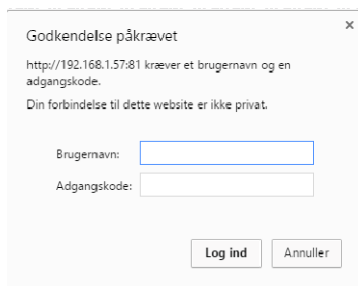 Godkendelse påkrævet
http://192.168.1.57:81 kræver et brugernavn og en
adgangskode.
Din forbindelse til dette website er ikke privat.
Brugernavn:
Adgangskode:
Log ind
Annuller